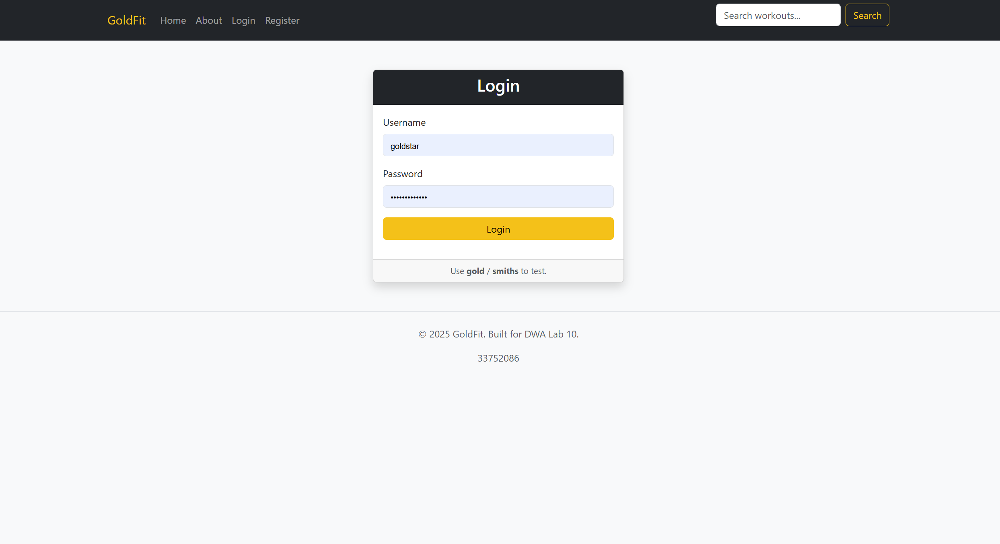 GoldFit Home About Login Register Search workouts... Search
Login
Username
goldstar
Password
•••••••••••••
Login
Use gold / smiths to test.
© 2025 GoldFit. Built for DWA Lab 10.
33752086